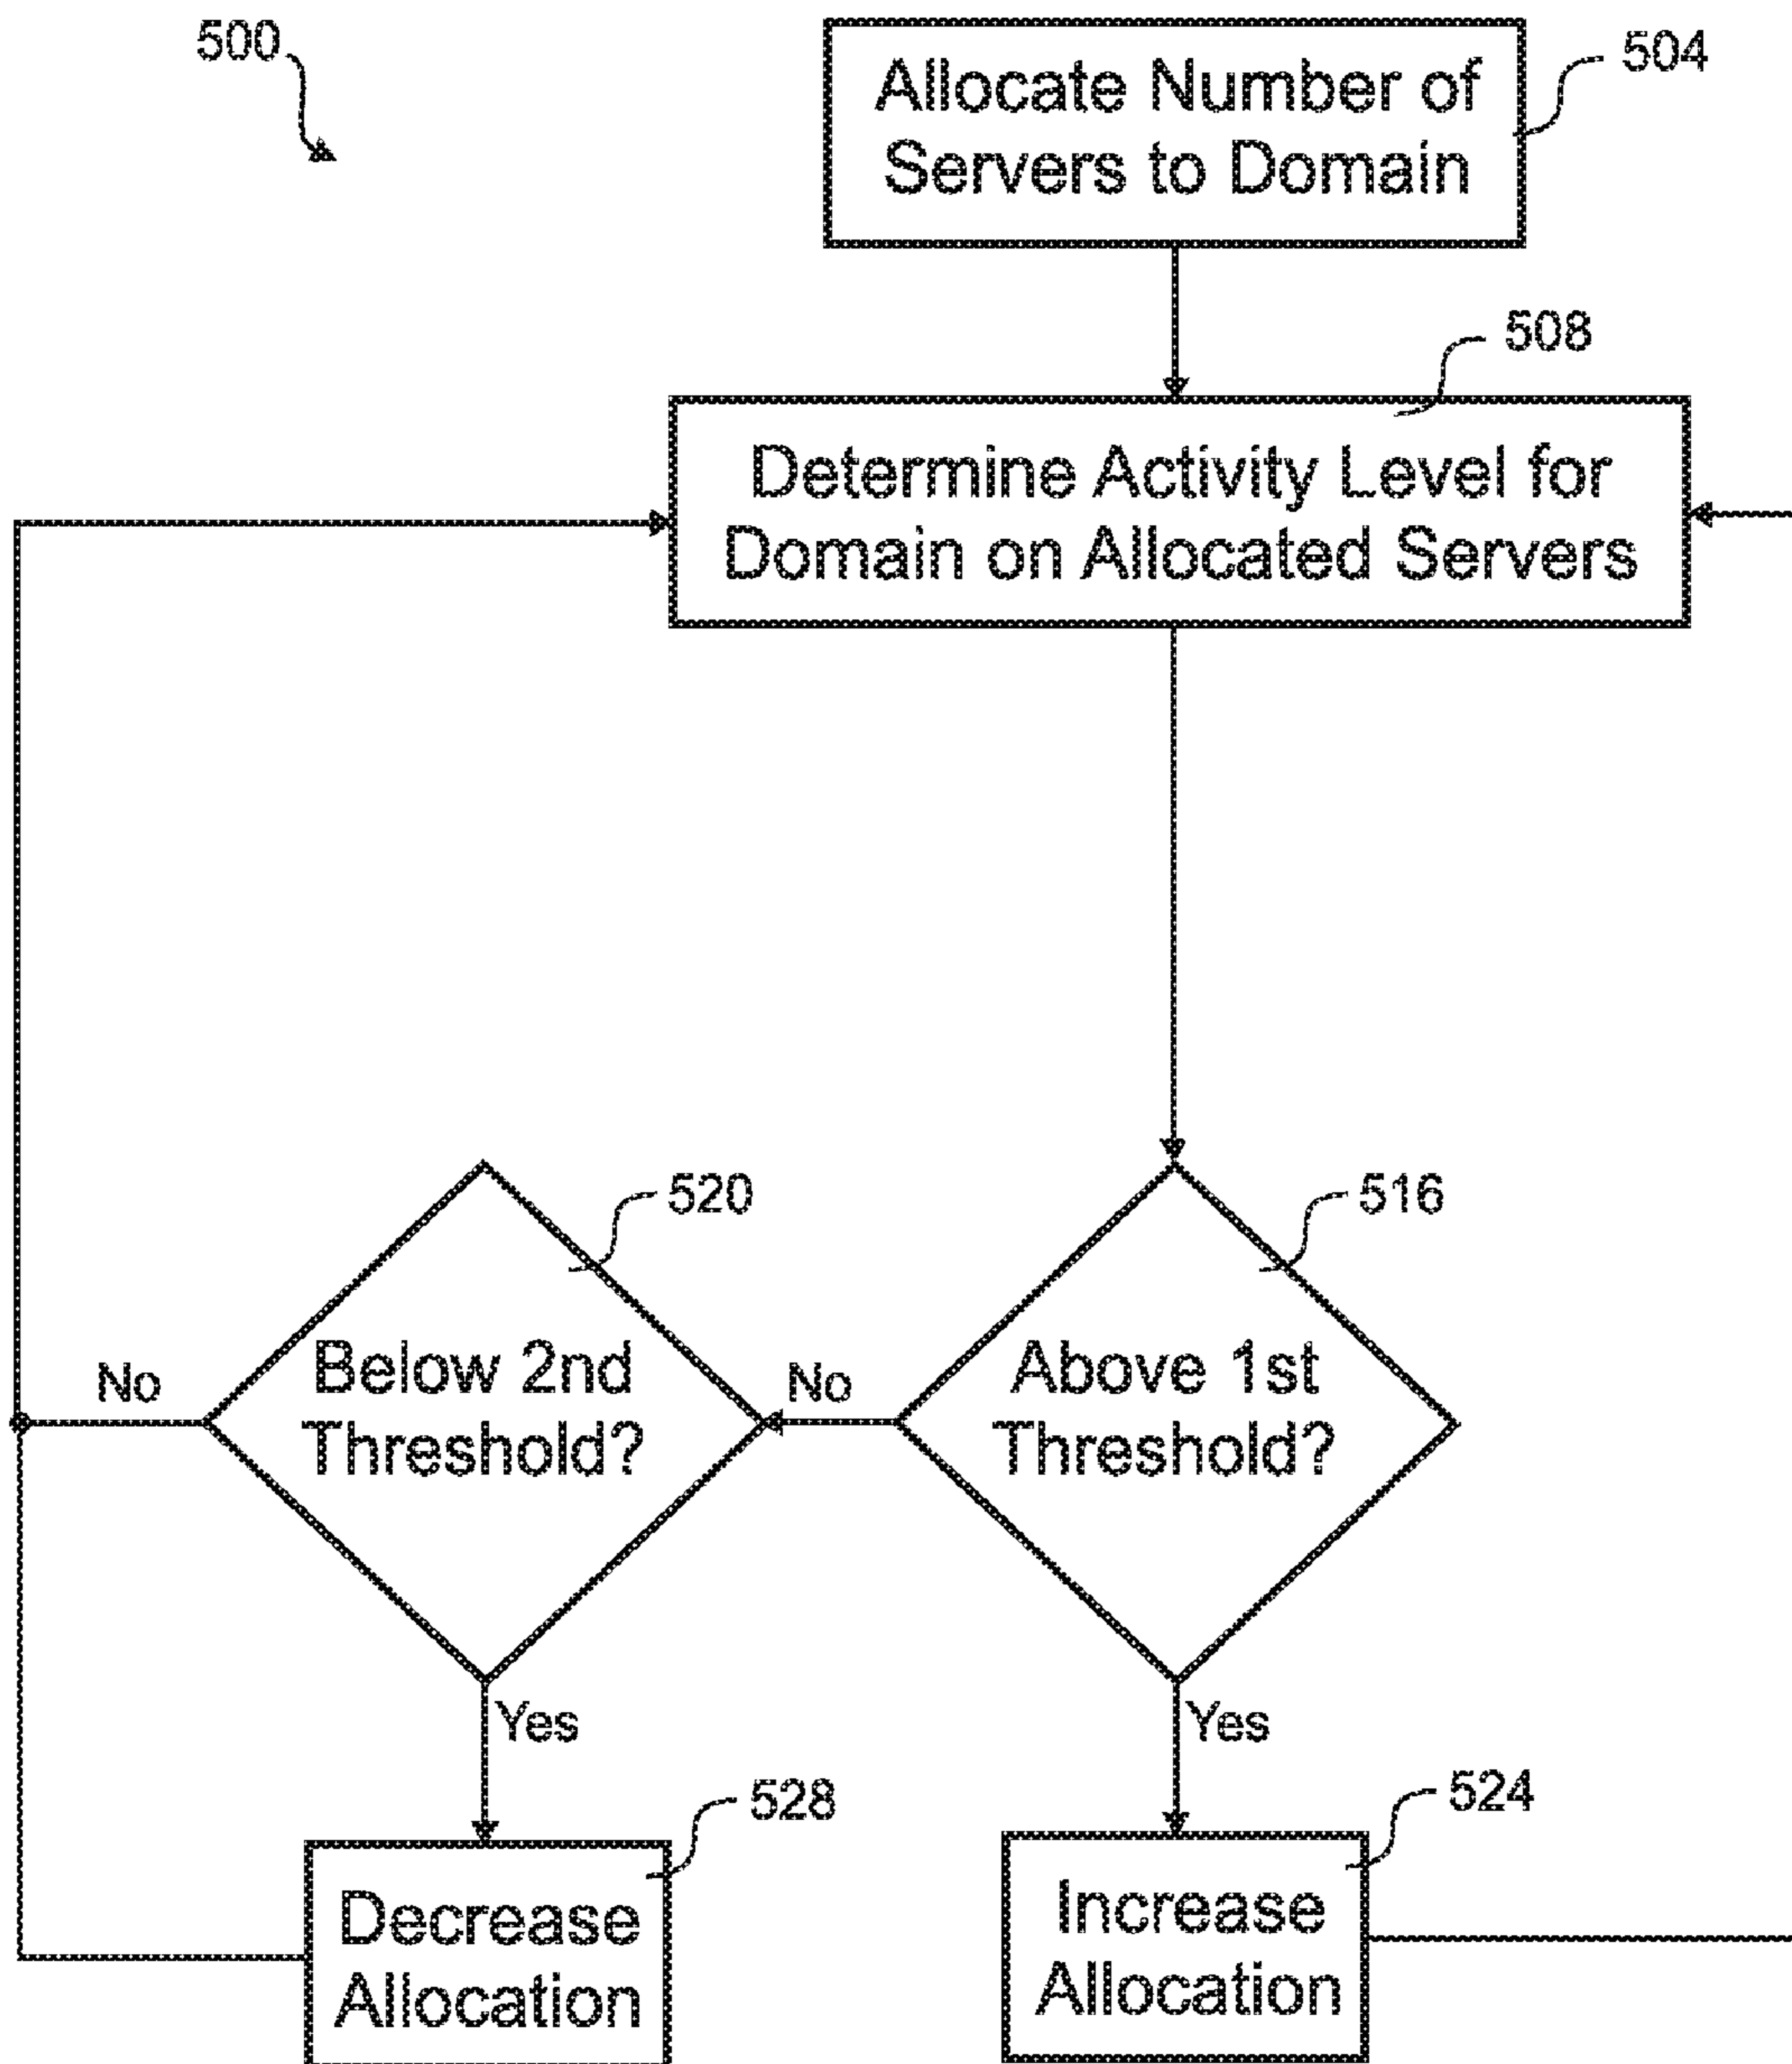 500
Allocate Number of
Servers to Domain
504
508
Determine Activity Level for
Domain on Allocated Servers
520
516
No
Below 2nd
Threshold?
No
Above 1st
Threshold?
Yes
Yes
528
524
Decrease
Allocation
Increase
Allocation